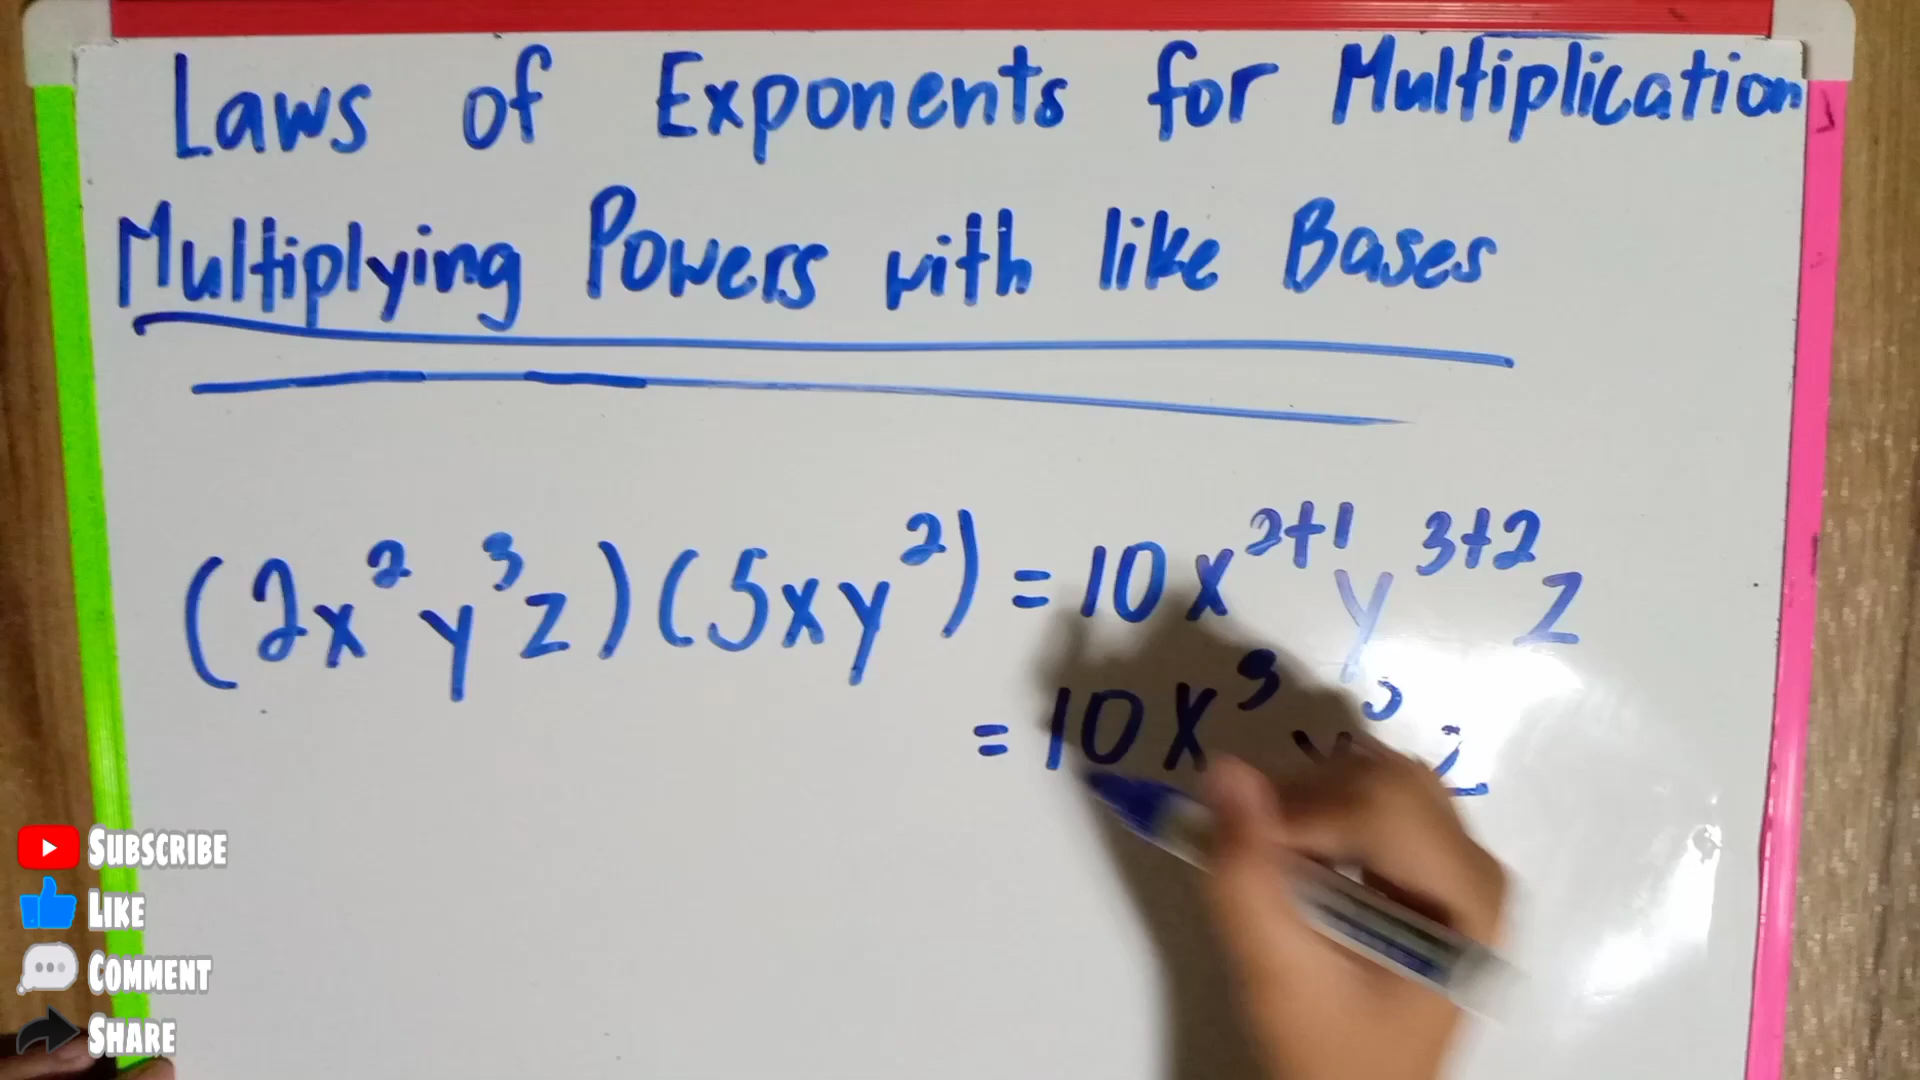 Laws of Exponents for Multiplication
Multiplying Powers with like Bases
(2x²y³z)(5xy²) = 10x²⁺¹y³⁺²z
= 10x³
SUBSCRIBE
LIKE
COMMENT
SHARE